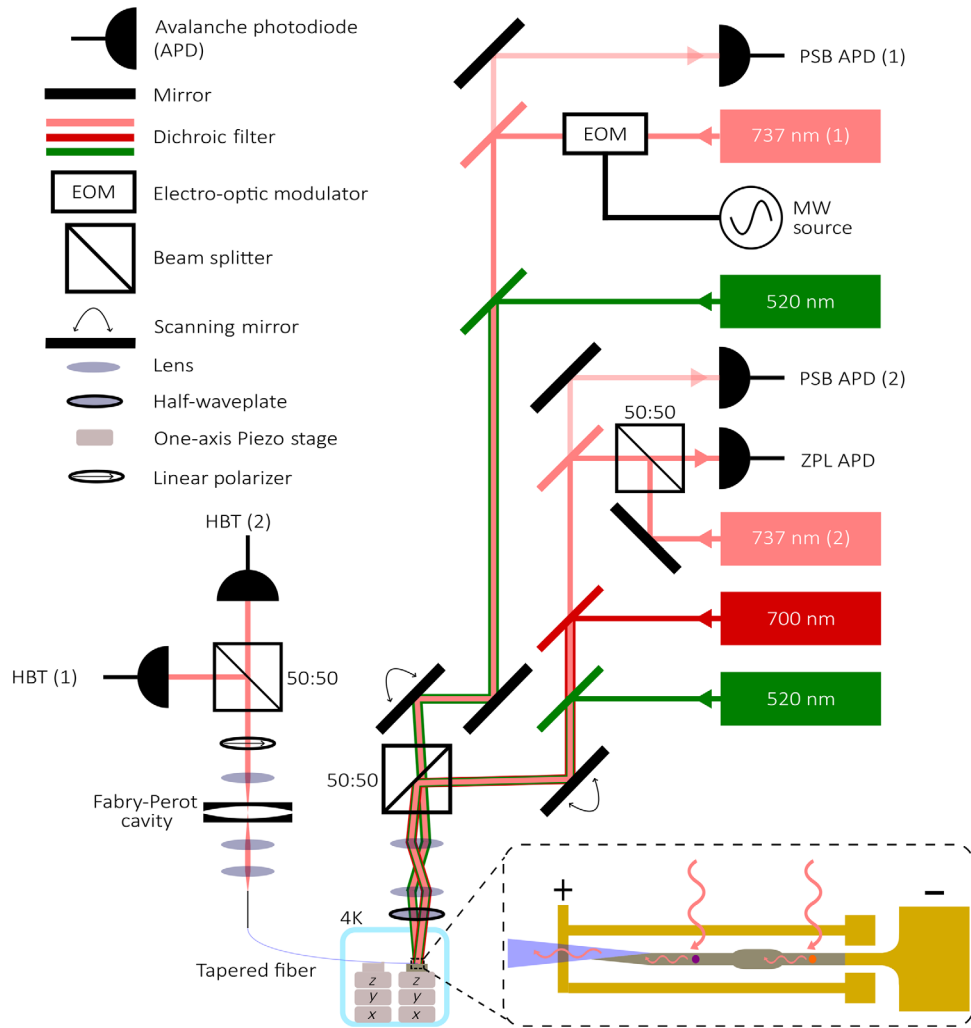 Avalanche photodiode
(APD)
Mirror
Dichroic filter
EOM
Electro-optic modulator
Beam splitter
Scanning mirror
Lens
Half-waveplate
One-axis Piezo stage
Linear polarizer
PSB APD (1)
EOM
737 nm (1)
MW
source
520 nm
PSB APD (2)
50:50
ZPL APD
737 nm (2)
700 nm
520 nm
HBT (2)
HBT (1)
50:50
50:50
Fabry-Perot
cavity
4K
Tapered fiber
z
y
x
z
y
x
+
−